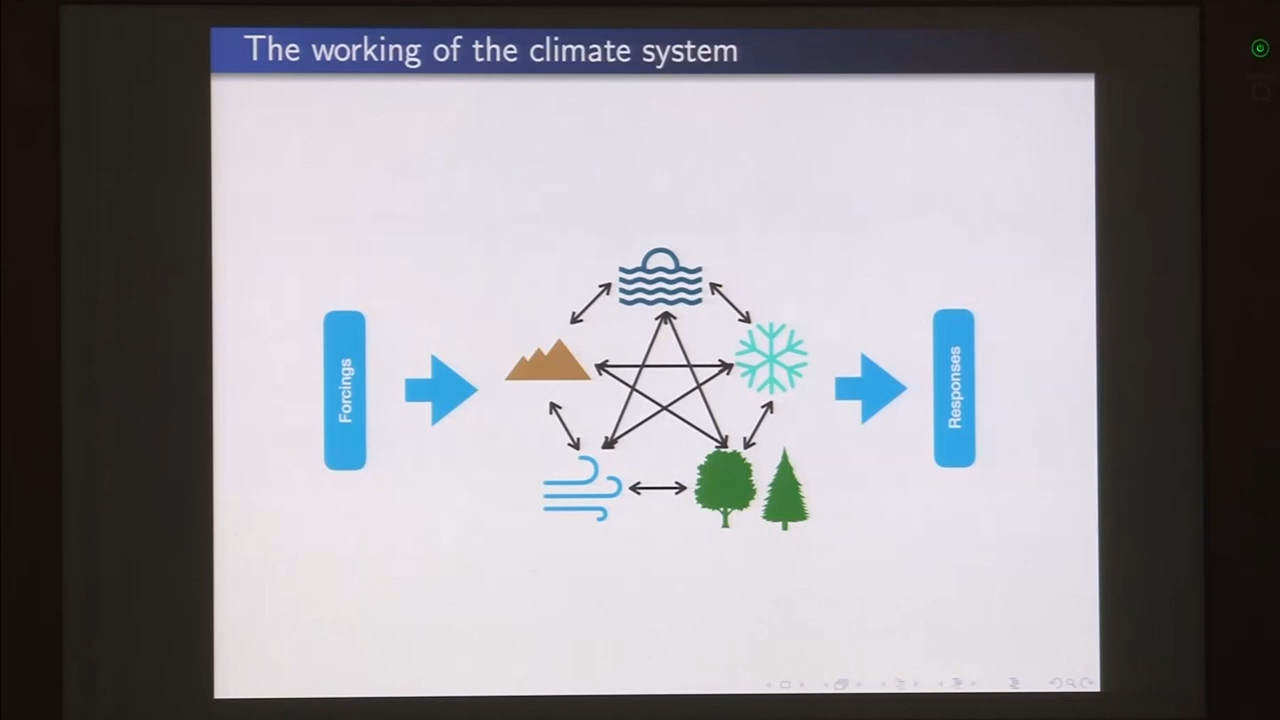 The working of the climate system
Forcings
Responses